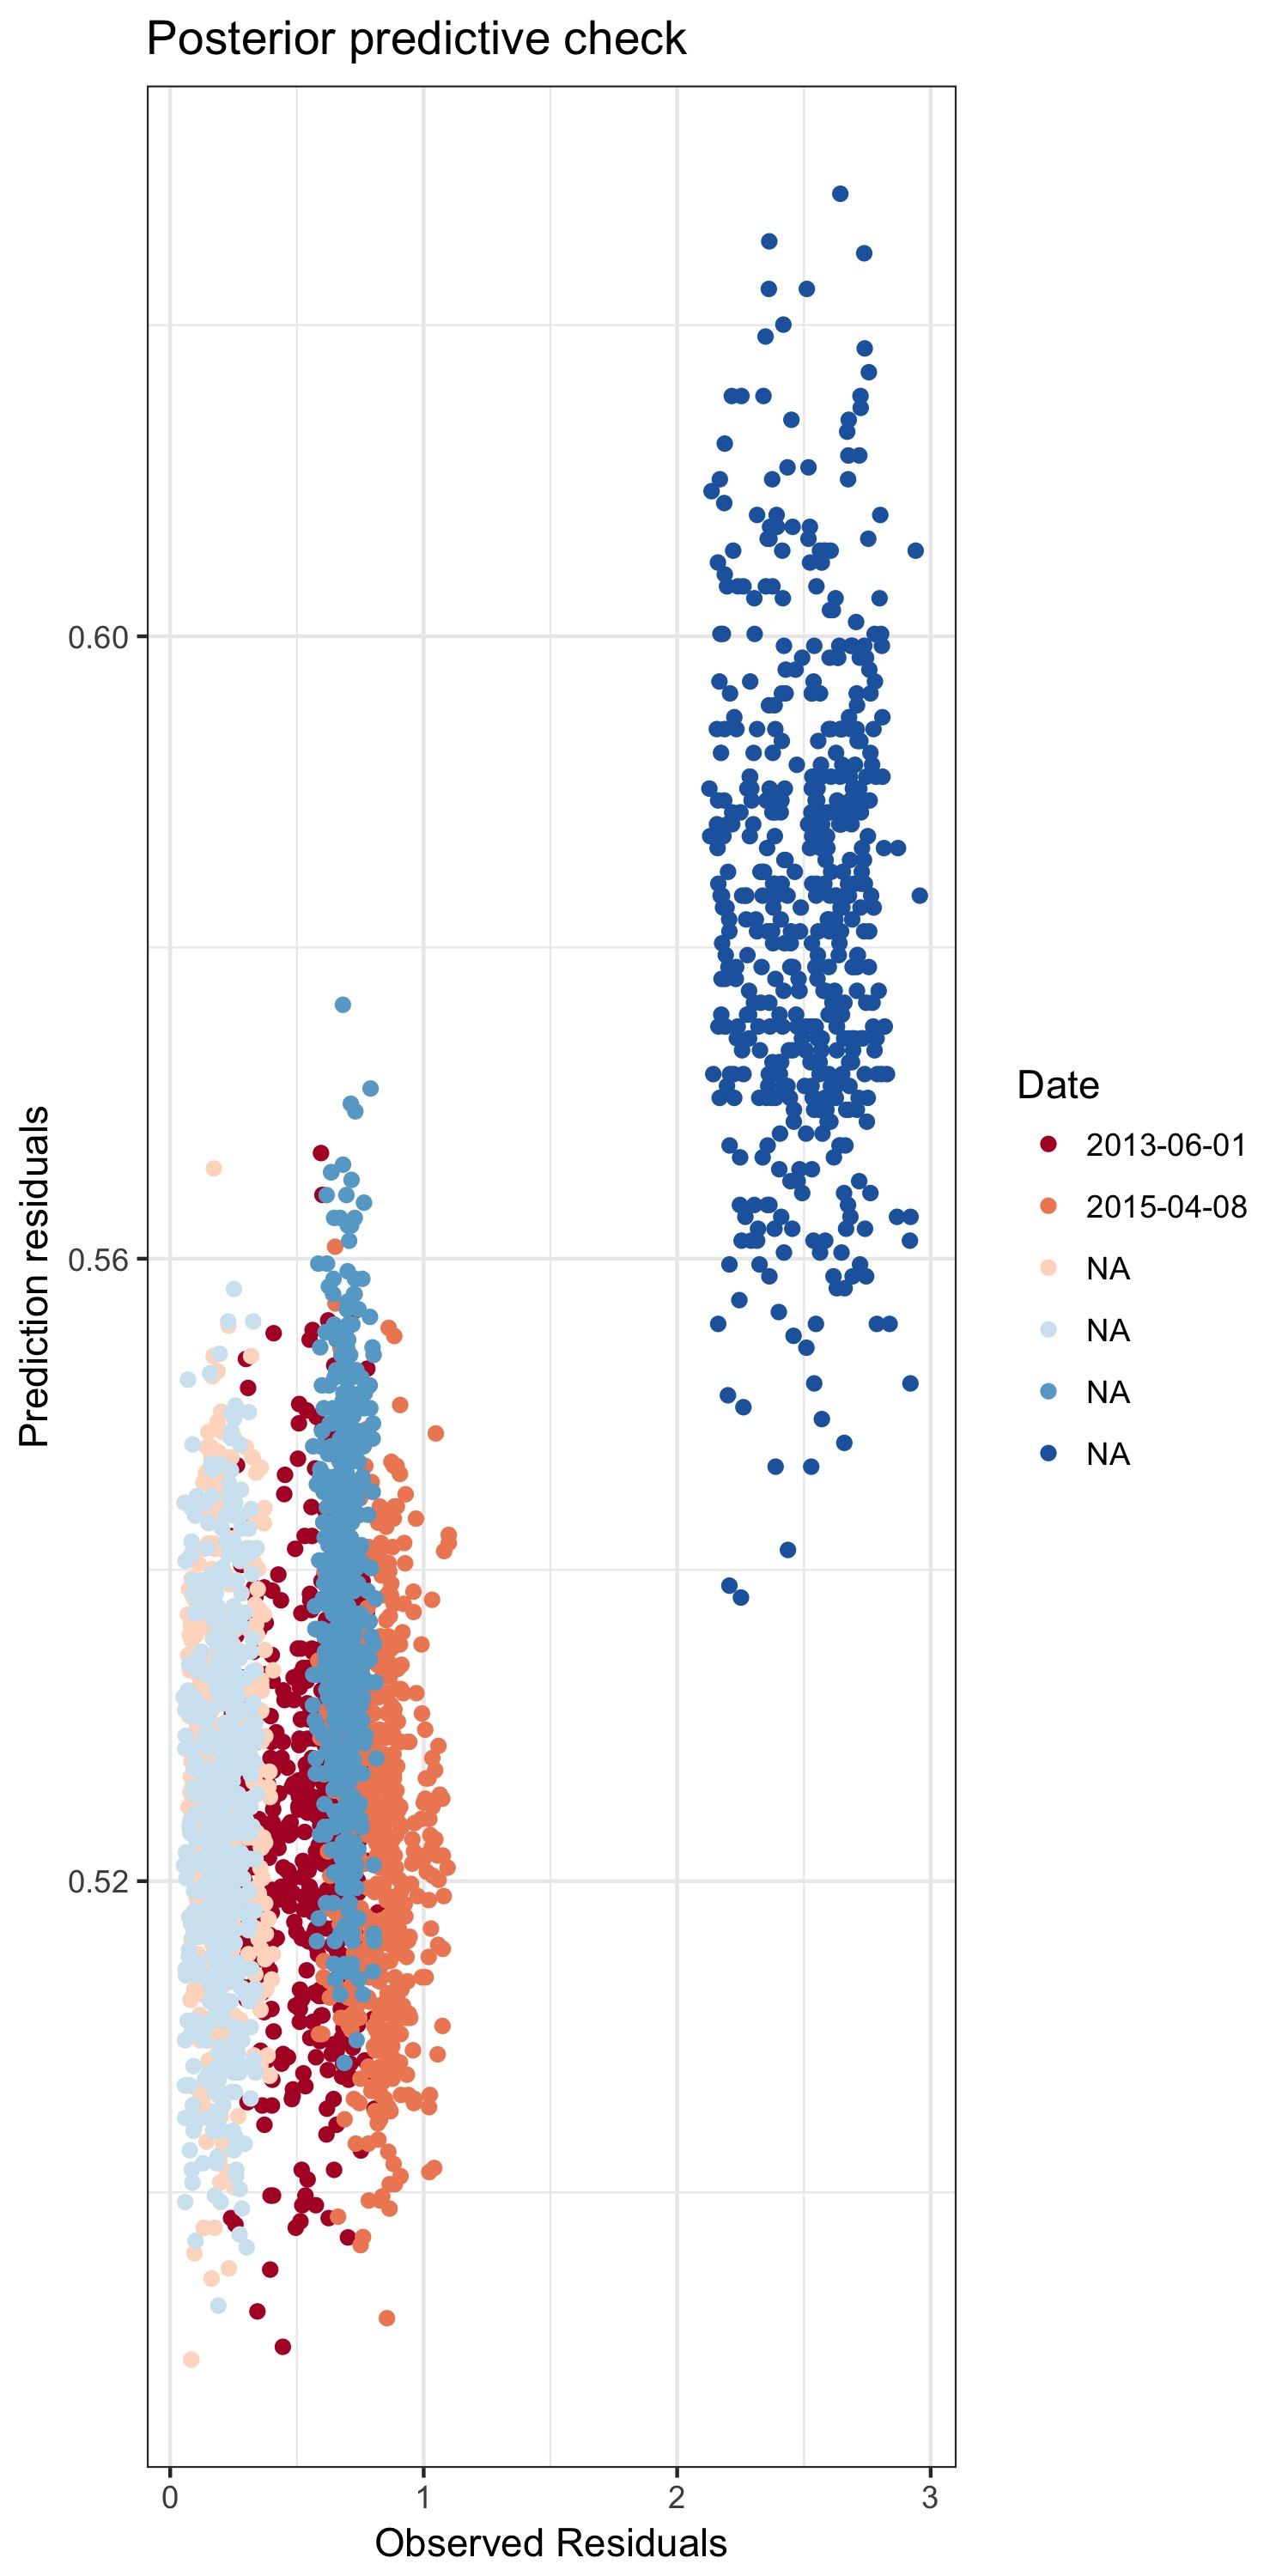 Posterior predictive check
Prediction residuals
0.60
0.56
0.52
0
1
2
3
Observed Residuals
Date
2013-06-01
2015-04-08
NA
NA
NA
NA